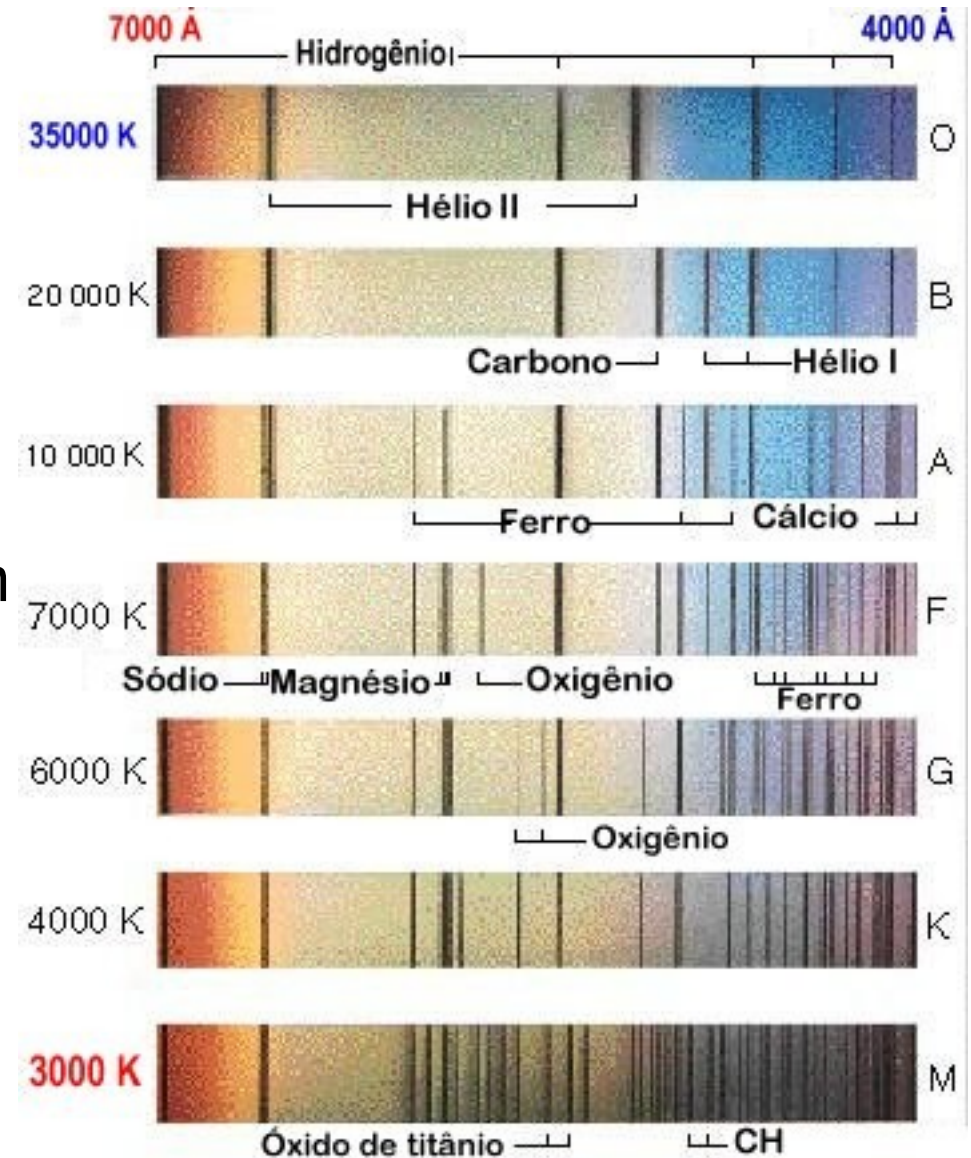 7000 Å 4000 Å
Hidrogênio
35000 K O
Hélio II
20 000 K B
Carbono Hélio I
10 000 K A
Ferro Cálcio
7000 K F
Sódio Magnésio Oxigênio Ferro
6000 K G
Oxigênio
4000 K K
3000 K M
Óxido de titânio CH